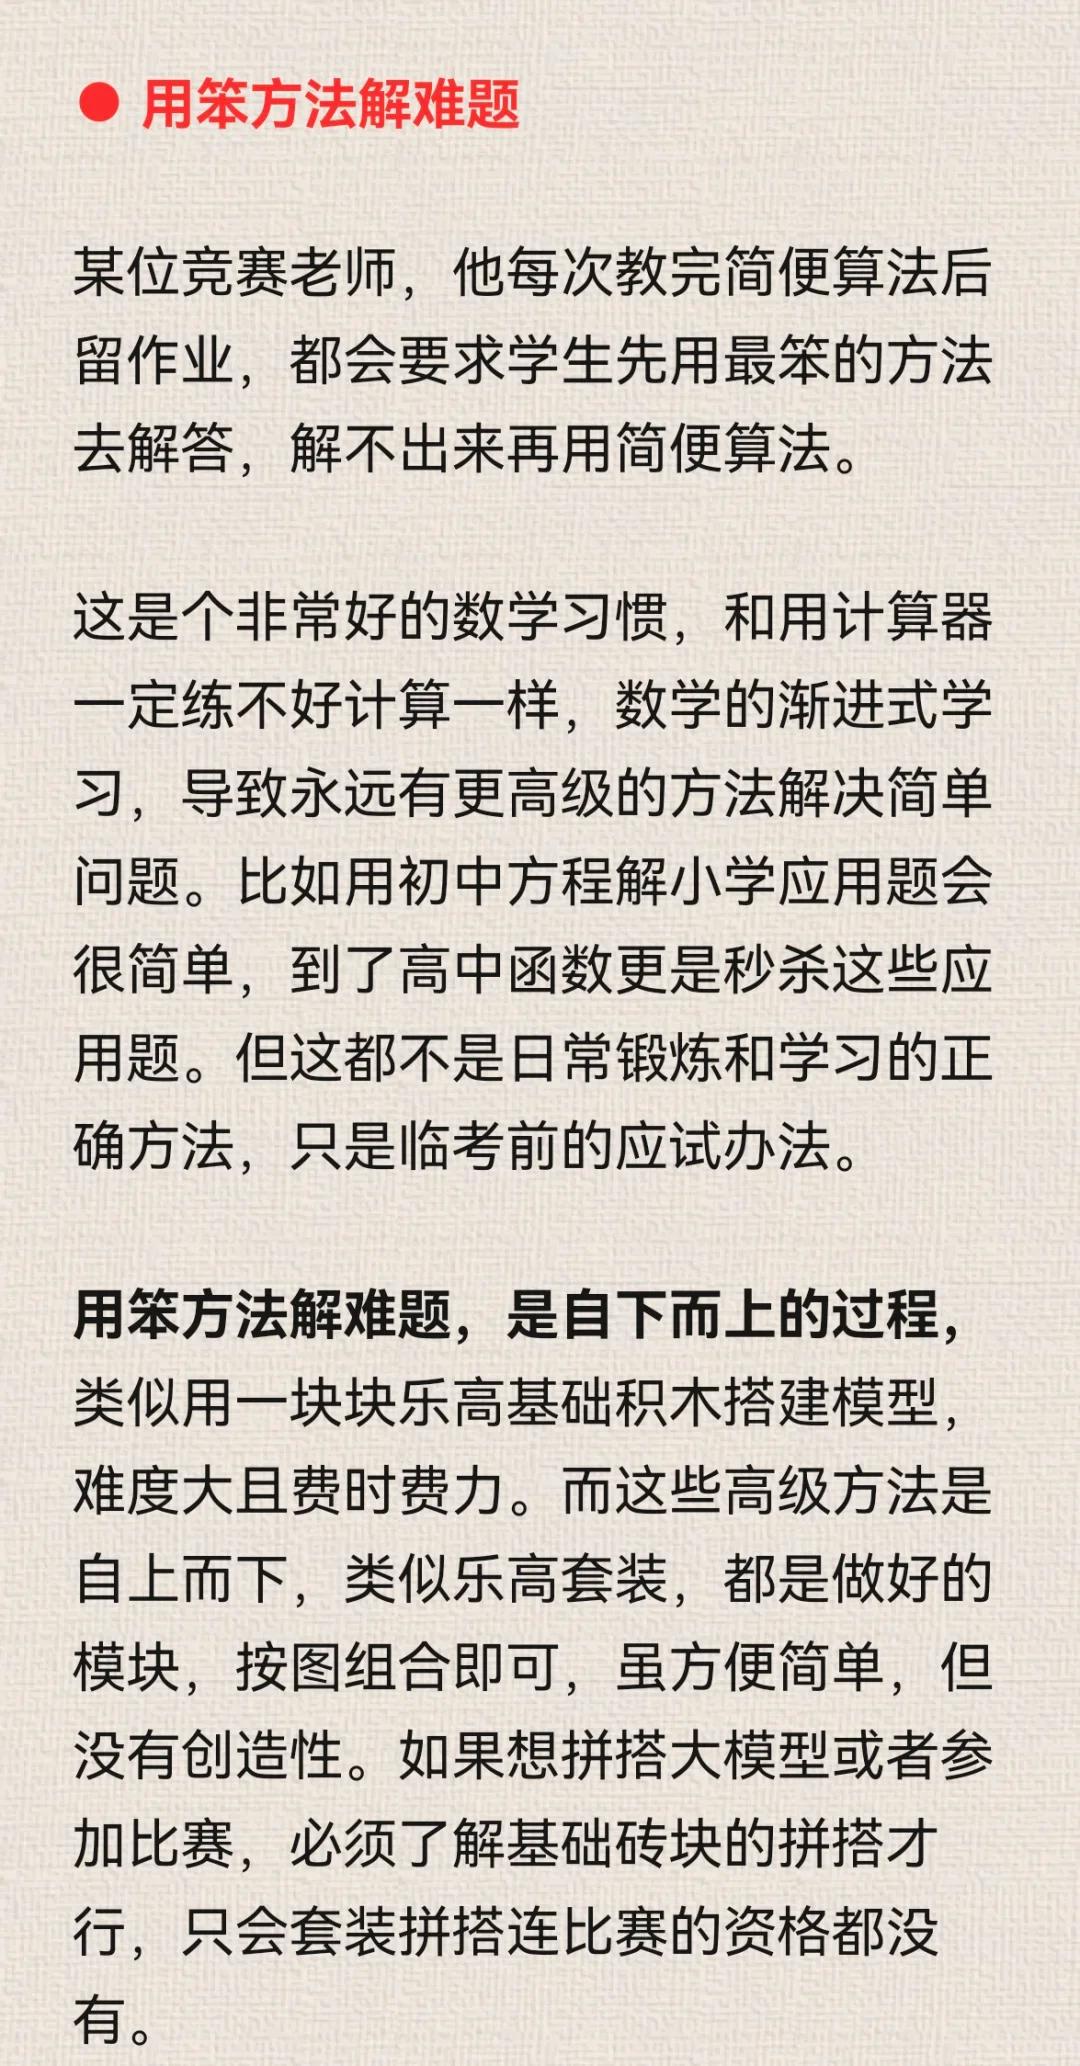 ● 用笨方法解难题
某位竞赛老师，他每次教完简便算法后
留作业，都会要求学生先用最笨的方法
去解答，解不出来再用简便算法。
这是个非常好的数学习惯，和用计算器
一定练不好计算一样，数学的渐进式学
习，导致永远有更高级的方法解决简单
问题。比如用初中方程解小学应用题会
很简单，到了高中函数更是秒杀这些应
用题。但这都不是日常锻炼和学习的正
确方法，只是临考前的应试办法。
用笨方法解难题，是自下而上的过程，
类似用一块块乐高基础积木搭建模型，
难度大且费时费力。而这些高级方法是
自上而下，类似乐高套装，都是做好的
模块，按图组合即可，虽方便简单，但
没有创造性。如果想拼搭大模型或者参
加比赛，必须了解基础砖块的拼搭才
行，只会套装拼搭连比赛的资格都没
有。